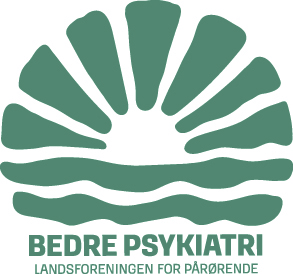 BEDRE PSYKIATRI
LANDSFORENINGEN FOR PÅRØRENDE